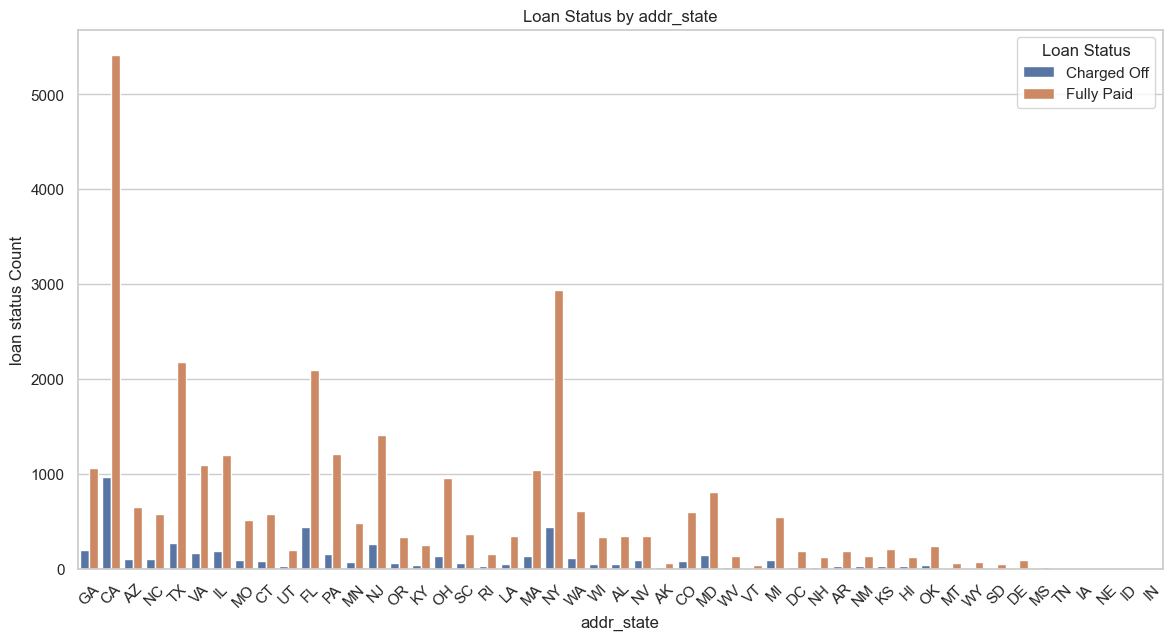 Loan Status by addr_state
Loan Status
Charged Off
Fully Paid
loan status Count
5000
4000
3000
2000
1000
0
GA CA AZ NC TX VA IL MO CT UT FL PA MN NJ OR KY OH SC RI LA MA NY WA WI AL NV AK CO MD WV VT MI DC NH AR NM KS HI OK MT WY SD DE MS TN IA NE ID IN
addr_state